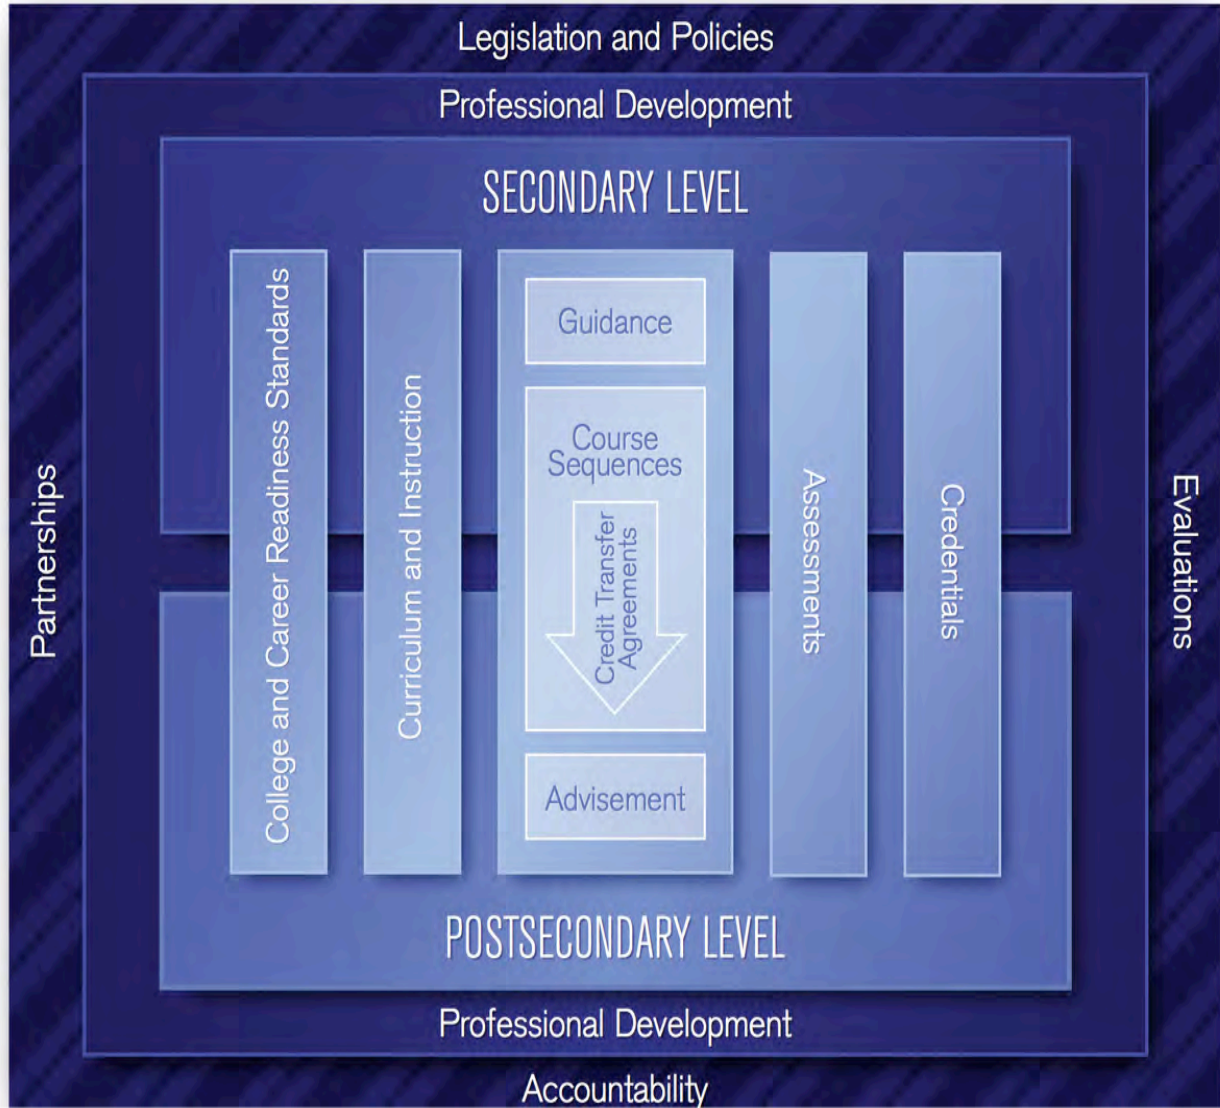 Legislation and Policies
Professional Development
SECONDARY LEVEL
Partnerships
College and Career Readiness Standards
Curriculum and Instruction
Guidance
Course
Sequences
Credit Transfer
Agreements
Advisement
Assessments
Credentials
Evaluations
POSTSECONDARY LEVEL
Professional Development
Accountability